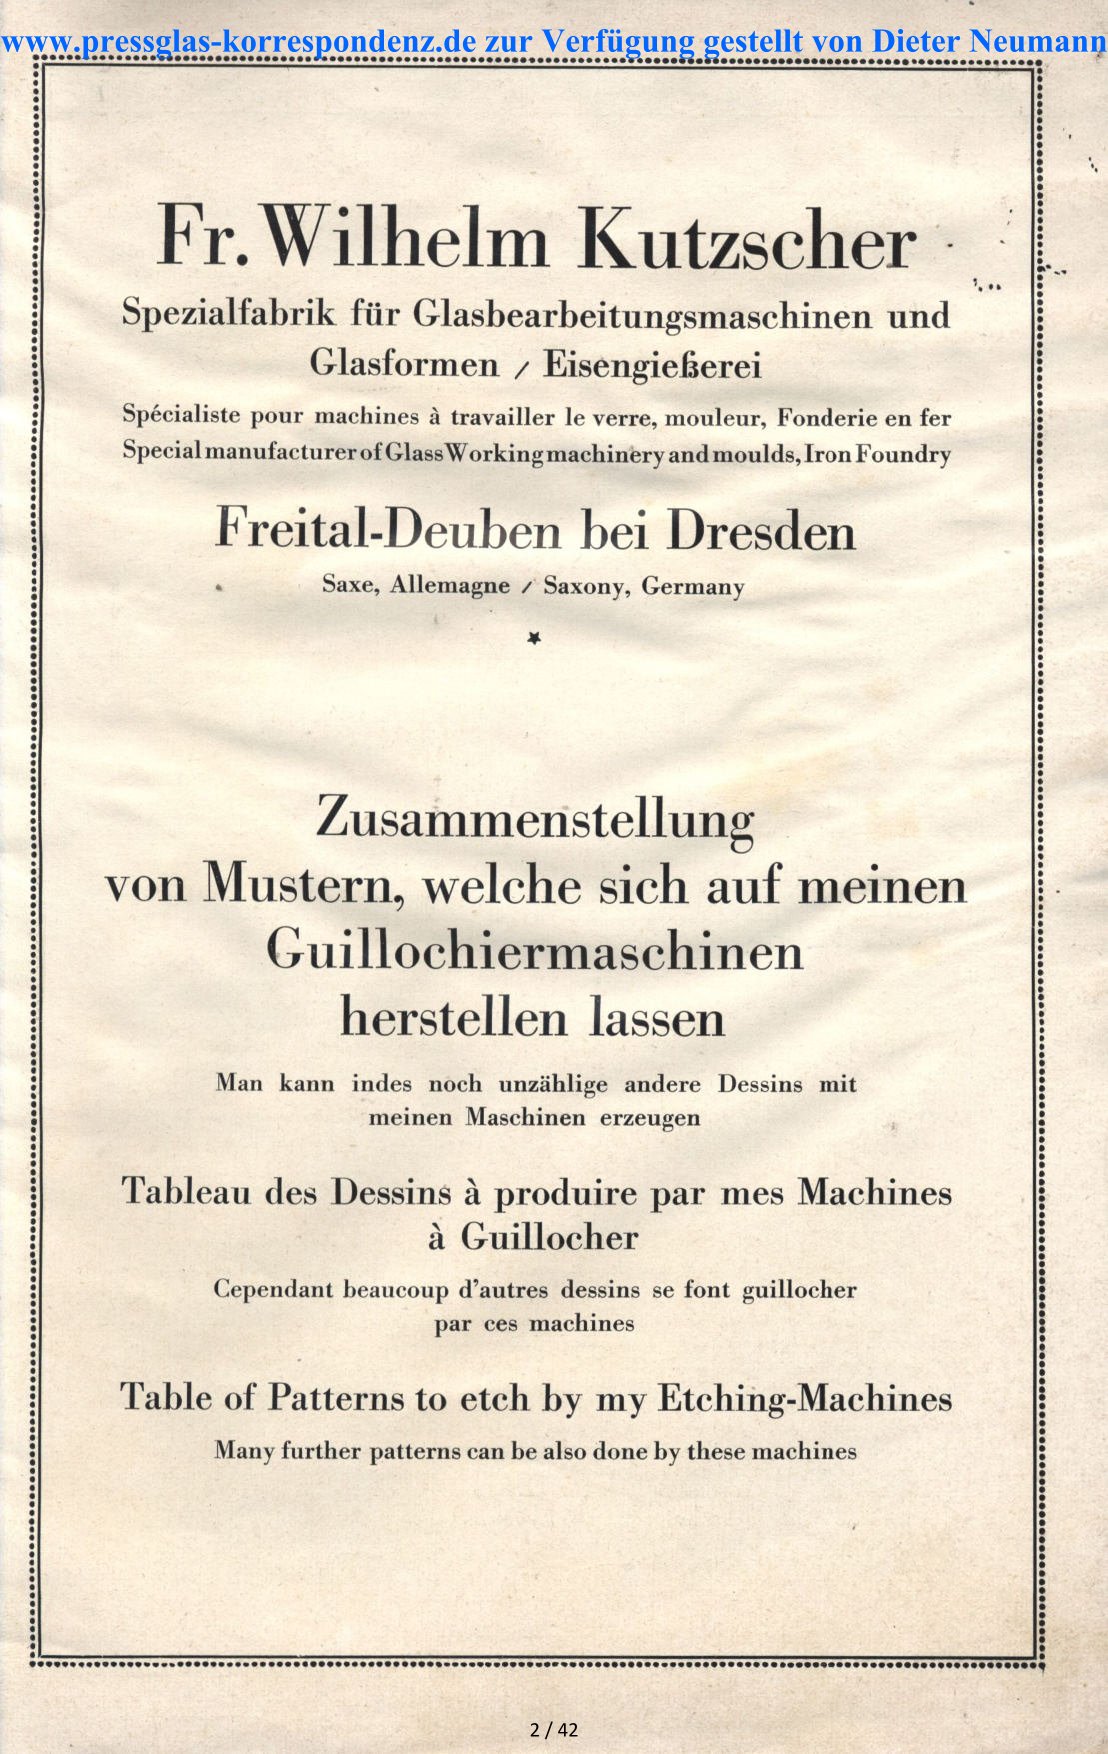 www.pressglas-korrespondenz.de zur Verfügung gestellt von Dieter Neumann
Fr. Wilhelm Kutzscher
Spezialfabrik für Glasbearbeitungsmaschinen und
Glasformen / Eisengießerei
Spécialiste pour machines à travailler le verre, mouleur, Fonderie en fer
Special manufacturer of Glass Working machinery and moulds, Iron Foundry
Freital-Deuben bei Dresden
Saxe, Allemagne / Saxony, Germany
Zusammenstellung
von Mustern, welche sich auf meinen
Guillochiermaschinen
herstellen lassen
Man kann indes noch unzählige andere Dessins mit
meinen Maschinen erzeugen
Tableau des Dessins à produire par mes Machines
à Guillocher
Cependant beaucoup d'autres dessins se font guillocher
par ces machines
Table of Patterns to etch by my Etching-Machines
Many further patterns can be also done by these machines
2 / 42